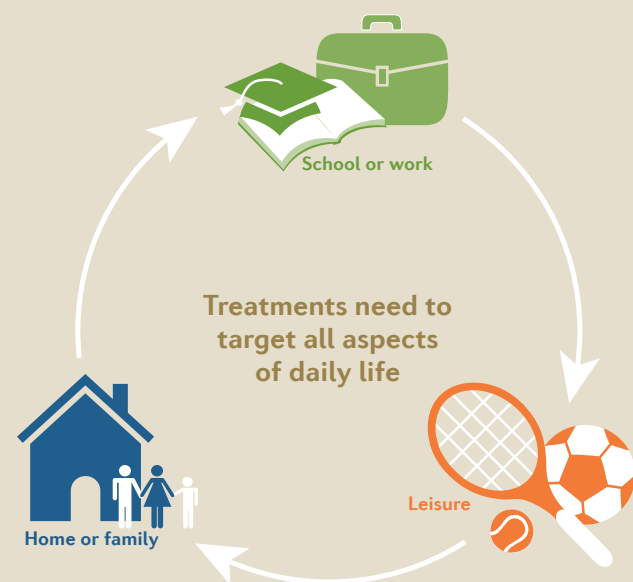 School or work
Treatments need to
target all aspects
of daily life
Leisure
Home or family